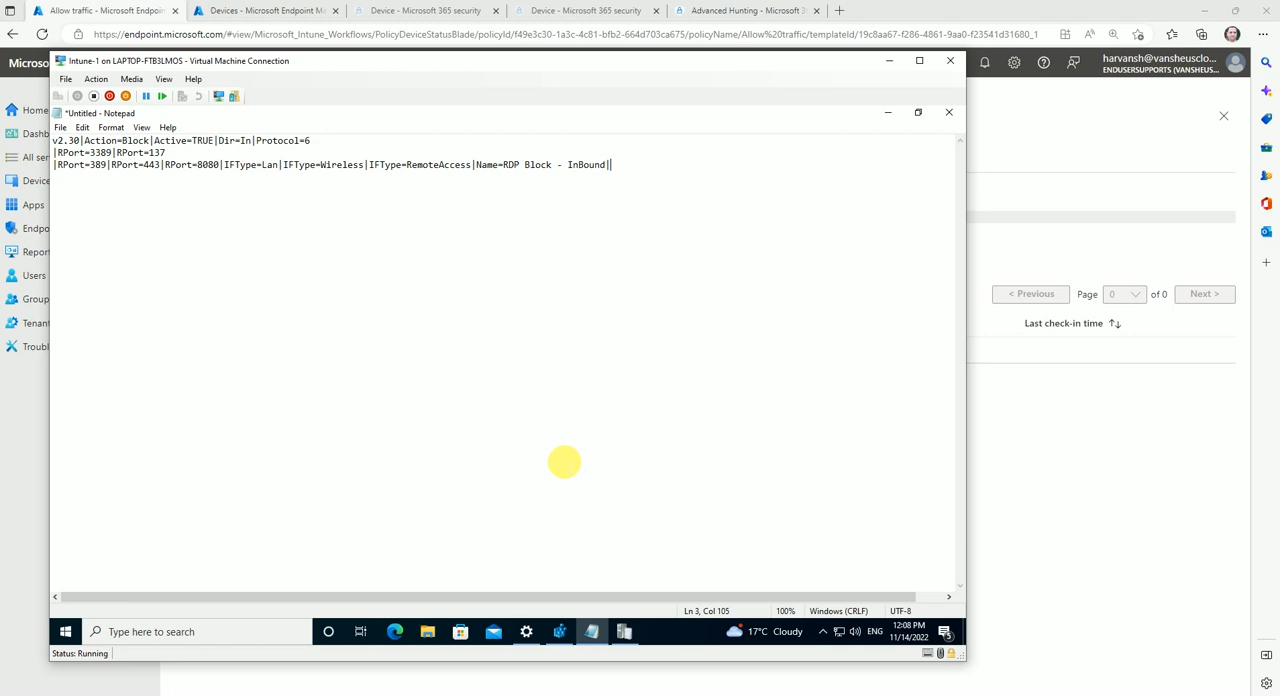 Allow traffic - Microsoft Endpoin
Devices - Microsoft Endpoint Ma
Device - Microsoft 365 security
Device - Microsoft 365 security
Advanced Hunting - Microsoft 3
https://endpoint.microsoft.com/#view/Microsoft_Intune_Workflows/PolicyDeviceStatusBlade/policyId/f49e3c30-1a3c-4c81-bfb2-664d703ca675/policyName/Allow%20traffic/templateId/19c8aa67-f286-4861-9aa0-f23541d31680_1
Microso
harvansh@vansheusclo...
ENDUSERSUPPORTS (VANSHEUS...
Home
Dashb
All ser
Device
Apps
Endpo
Report
Users
Group
Tenant
Troubl
Intune-1 on LAPTOP-FTB3LMOS - Virtual Machine Connection
File Action Media View Help
*Untitled - Notepad
File Edit Format View Help
v2.30|Action=Block|Active=TRUE|Dir=In|Protocol=6
|RPort=3389|RPort=137
|RPort=389|RPort=443|RPort=8080|IFType=Lan|IFType=Wireless|IFType=RemoteAccess|Name=RDP Block - InBound|
< Previous Page 0 of 0 Next >
Last check-in time
Ln 3, Col 105 100% Windows (CRLF) UTF-8
Type here to search
17°C Cloudy
ENG
12:08 PM
11/14/2022
5
Status: Running